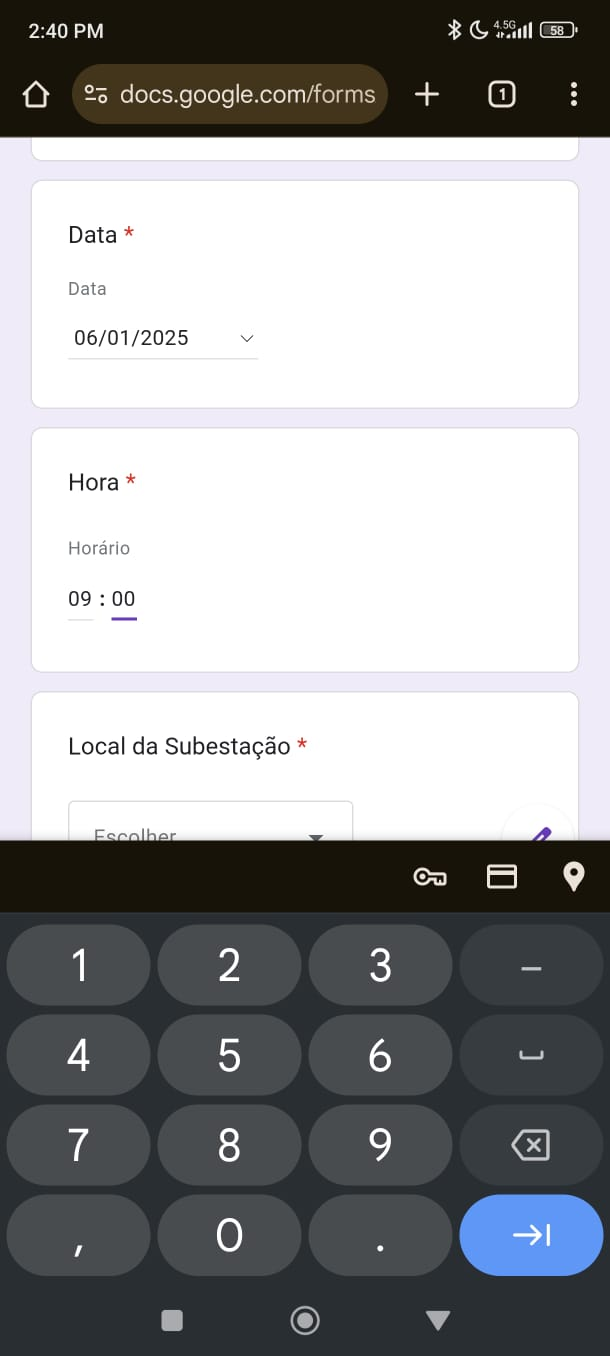 2:40 PM
4.5G
58
docs.google.com/forms
1
Data *
Data
06/01/2025
Hora *
Horário
09 : 00
Local da Subestação *
Escolher
1 2 3 –
4 5 6
7 8 9
, 0 .